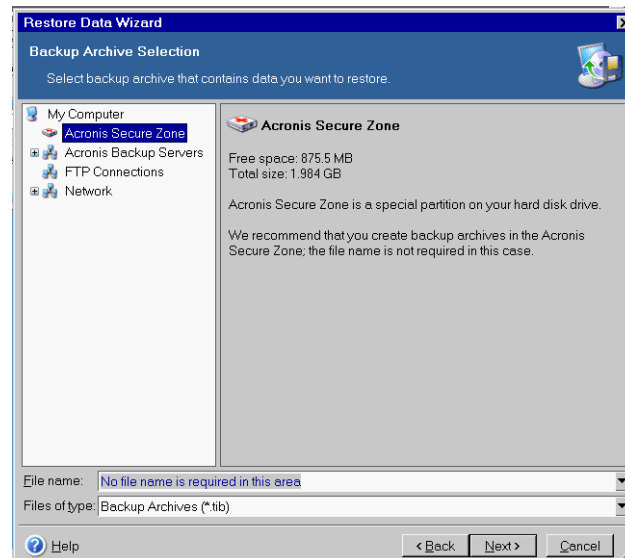 Restore Data Wizard
Backup Archive Selection
Select backup archive that contains data you want to restore.
My Computer
Acronis Secure Zone
Acronis Backup Servers
FTP Connections
Network
Acronis Secure Zone
Free space: 875.5 MB
Total size: 1.984 GB
Acronis Secure Zone is a special partition on your hard disk drive.
We recommend that you create backup archives in the Acronis
Secure Zone; the file name is not required in this case.
File name: No file name is required in this area
Files of type: Backup Archives (*.tib)
Help
< Back Next > Cancel